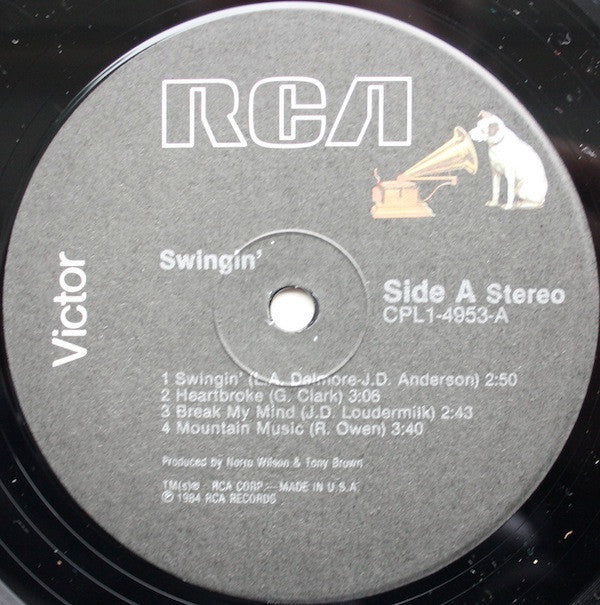 RCA
Victor
Swingin'
Side A Stereo
CPL1-4953-A
1 Swingin' (L.A. Delmore-J.D. Anderson) 2:50
2 Heartbroke (G. Clark) 3:06
3 Break My Mind (J.D. Loudermilk) 2:43
4 Mountain Music (R. Owen) 3:40
Produced by Norro Wilson & Tony Brown
TM(s)® - RCA CORP. - MADE IN U.S.A.
℗ 1984 RCA RECORDS